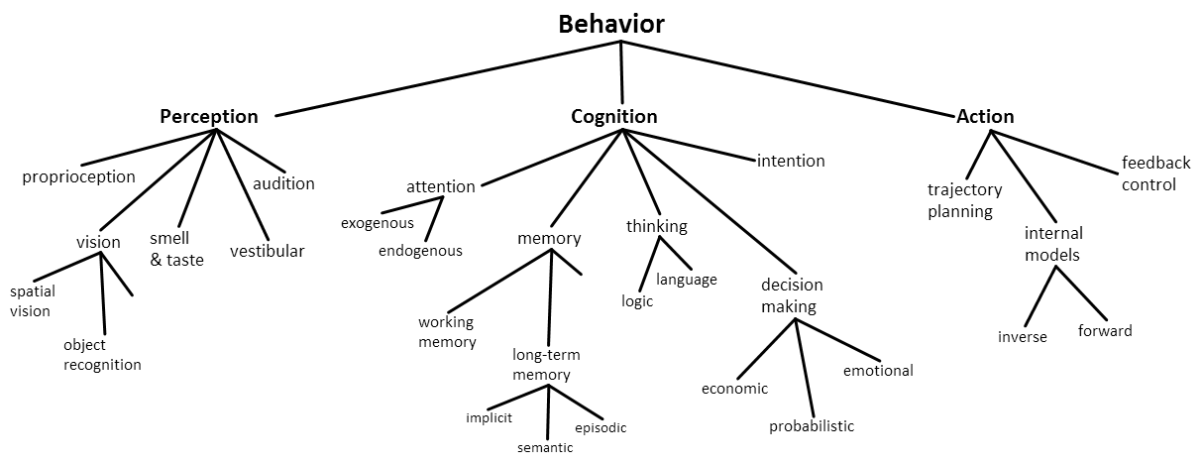 Behavior
Perception
Cognition
Action
proprioception
audition
vision
smell
& taste
vestibular
spatial
vision
object
recognition
attention
exogenous
endogenous
memory
working
memory
long-term
memory
implicit
semantic
episodic
thinking
logic
language
decision
making
economic
probabilistic
emotional
intention
trajectory
planning
internal
models
inverse
forward
feedback
control